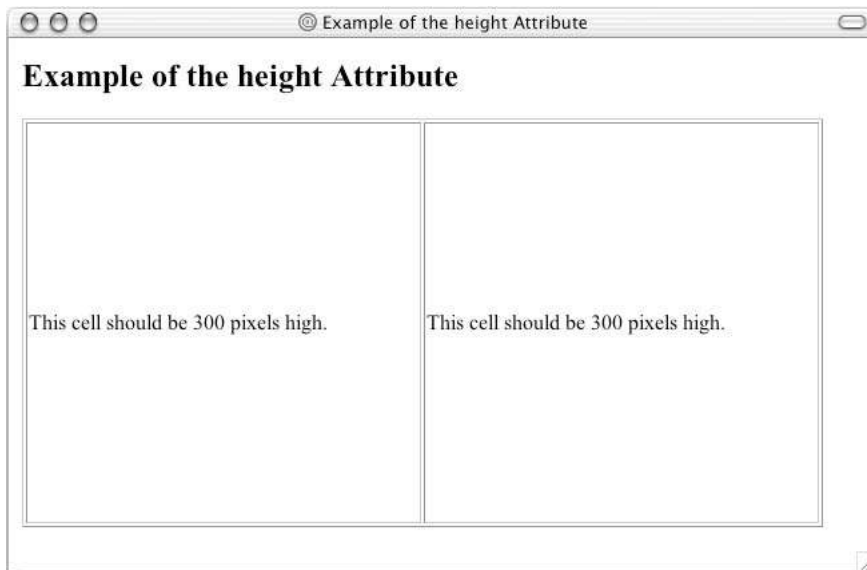 Example of the height Attribute
Example of the height Attribute
This cell should be 300 pixels high.
This cell should be 300 pixels high.